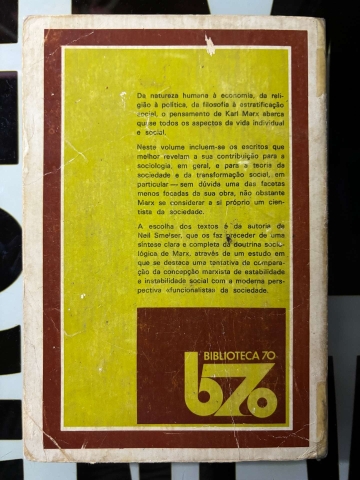 Da natureza humana à economia, da reli-
gião à política, da filosofia à estratificação
social, o pensamento de Karl Marx abarca
quase todos os aspectos da vida individual
e social.
Neste volume incluem-se os escritos que
melhor revelam a sua contribuição para a
sociologia, em geral, e para a teoria da
sociedade e da transformação social, em
particular — sem dúvida uma das facetas
menos focadas da sua obra, não obstante
Marx se considerar a si próprio um cien-
tista da sociedade.
A escolha dos textos é da autoria de
Neil Smelser, que os faz preceder de uma
síntese clara e completa da doutrina socio-
lógica de Marx, através de um estudo em
que se destaca uma tentativa de compara-
ção da concepção marxista de estabilidade
e instabilidade social com a moderna pers-
pectiva «funcionalista» da sociedade.
BIBLIOTECA 70
b70